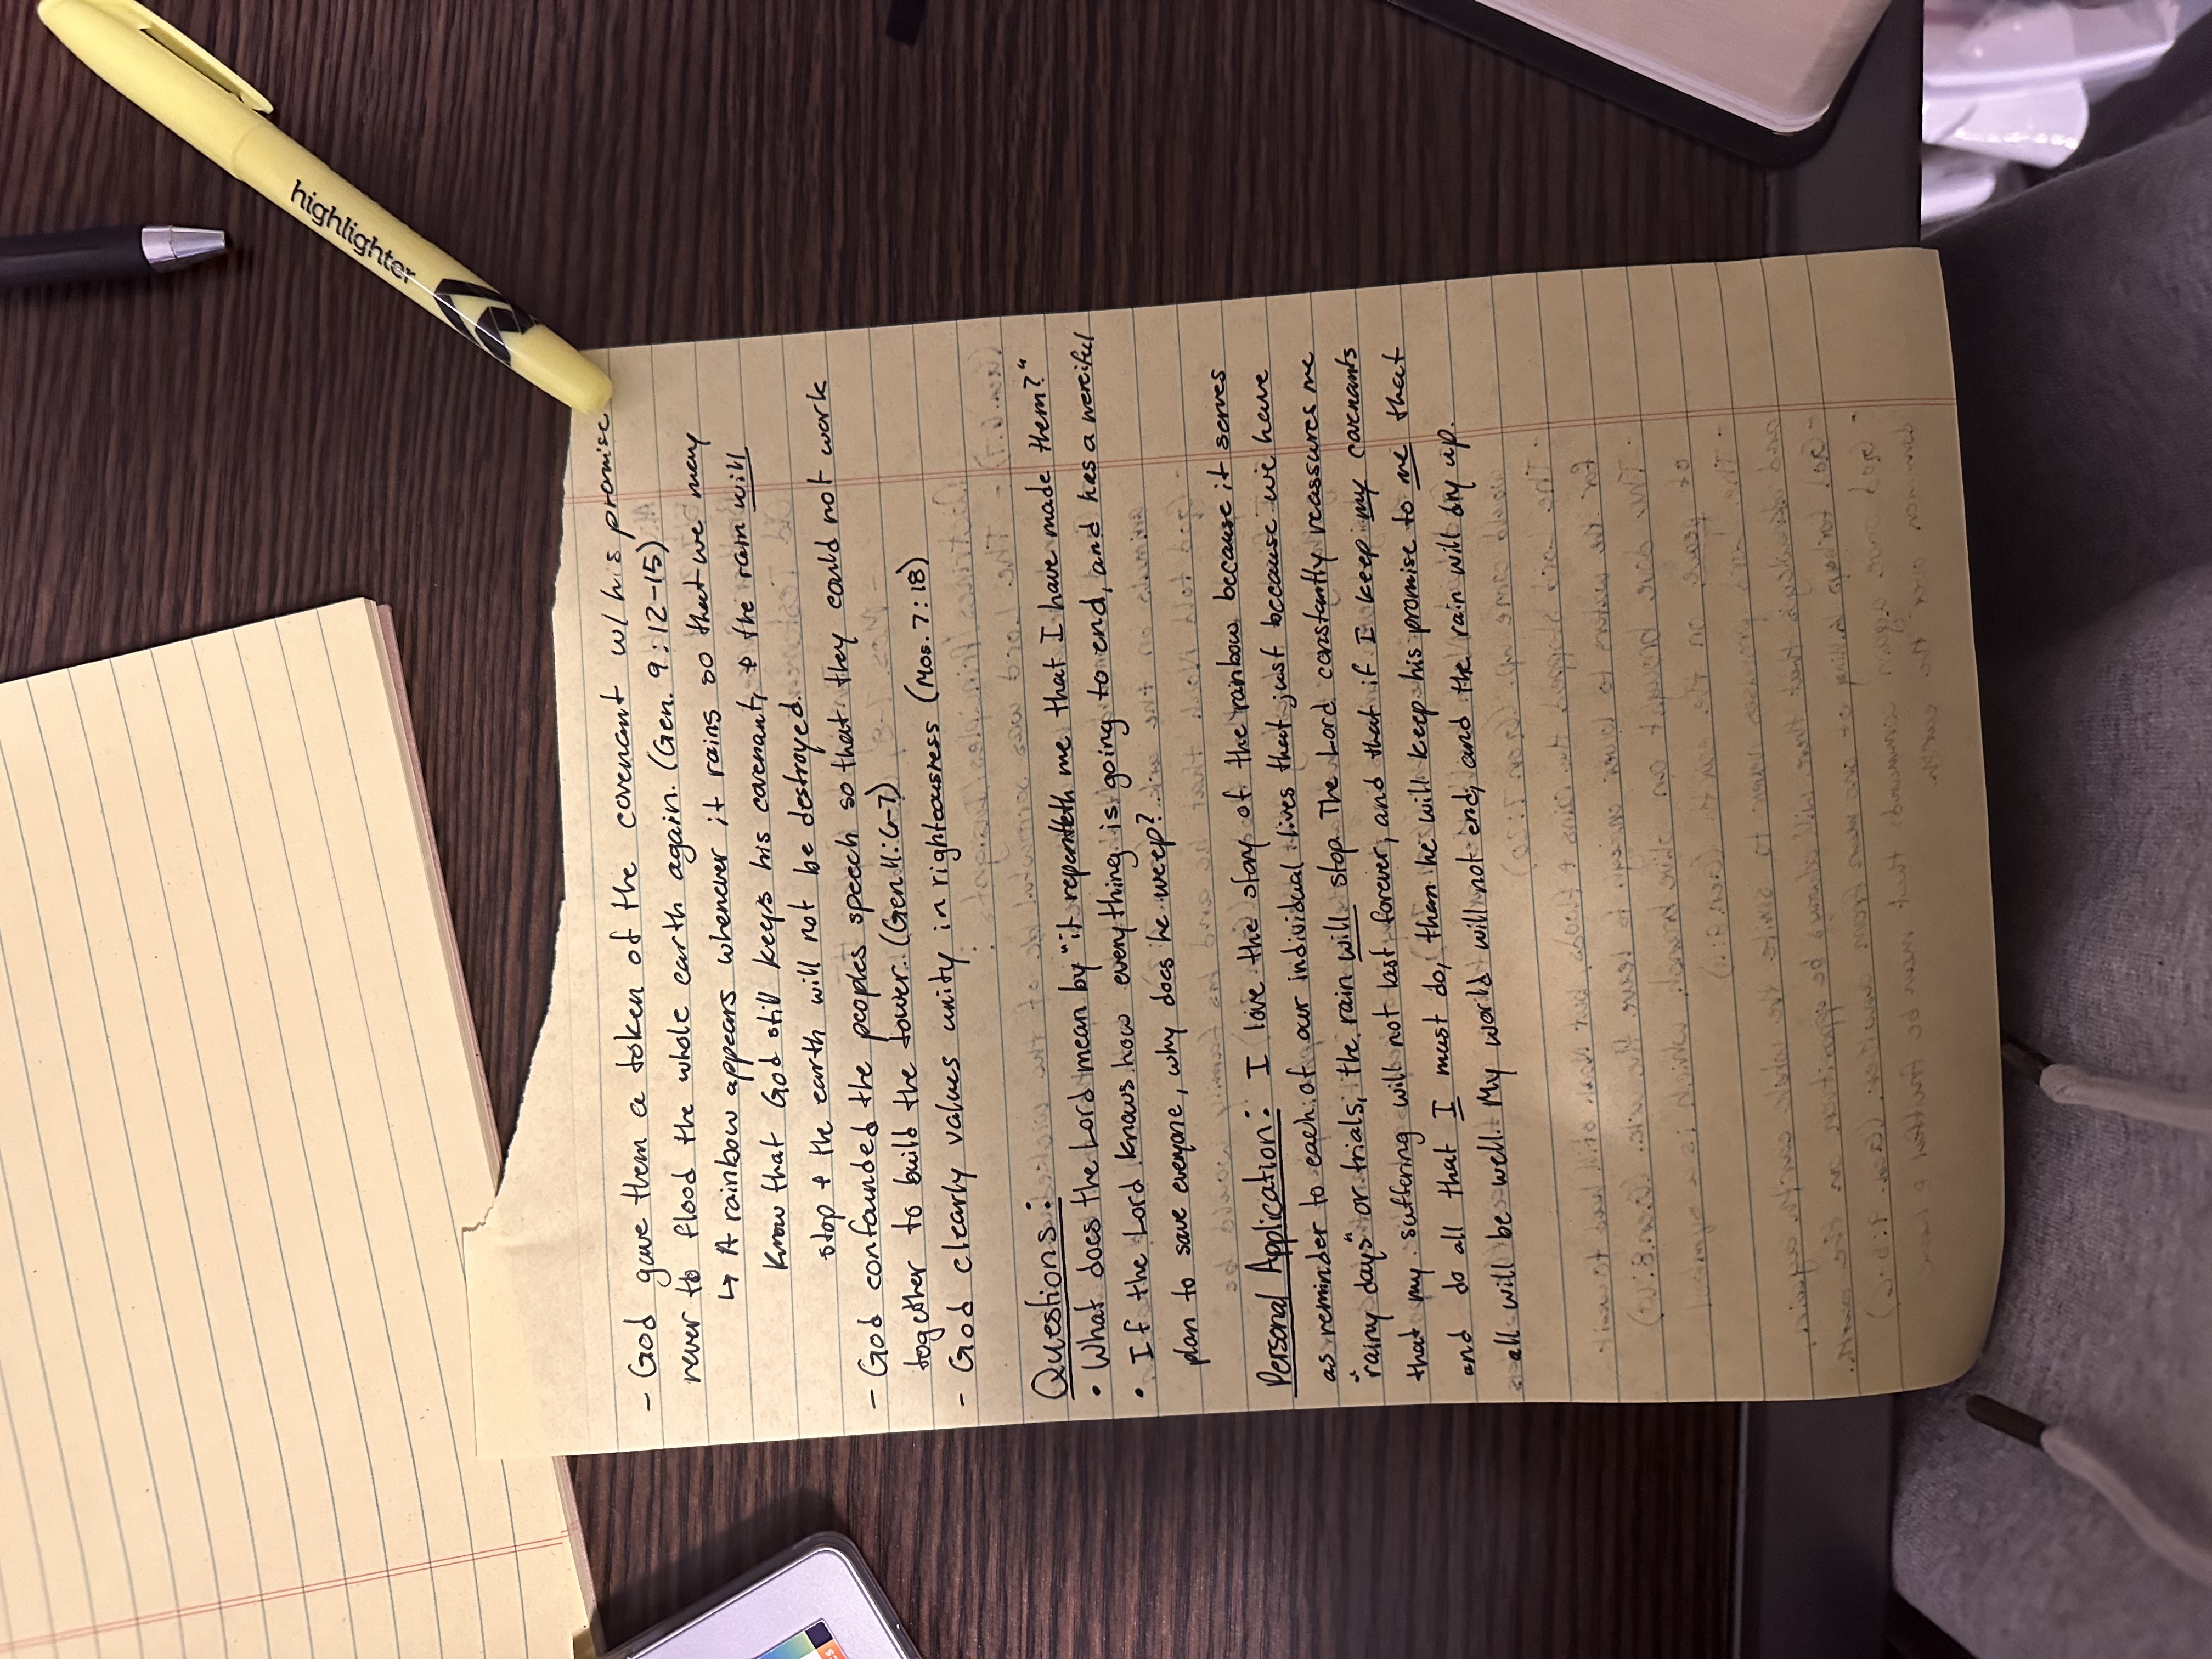 highlighter
- God gave them a token of the covenant w/ his promise
never to flood the whole earth again. (Gen. 9:12-15)
↳ A rainbow appears whenever it rains so that we may
know that God still keeps his covenant, + the rain will
stop + the earth will not be destroyed.
- God confounded the peoples speech so that they could not work
together to build the tower. (Gen 11:6-7)
- God clearly values unity in righteousness (Mos. 7:18)
Questions:
• What does the Lord mean by "it repenteth me that I have made them?"
• If the Lord knows how everything is going to end, and has a merciful
plan to save everyone, why does he weep?
Personal Application: I love the story of the rainbow because it serves
as reminder to each of our individual lives that just because we have
"rainy days" or trials, the rain will stop. The Lord constantly reassures me
that my suffering will not last forever, and that if I keep my covenants
and do all that I must do, than he will keep his promise to me that
all will be well. My world will not end, and the rain will dry up.